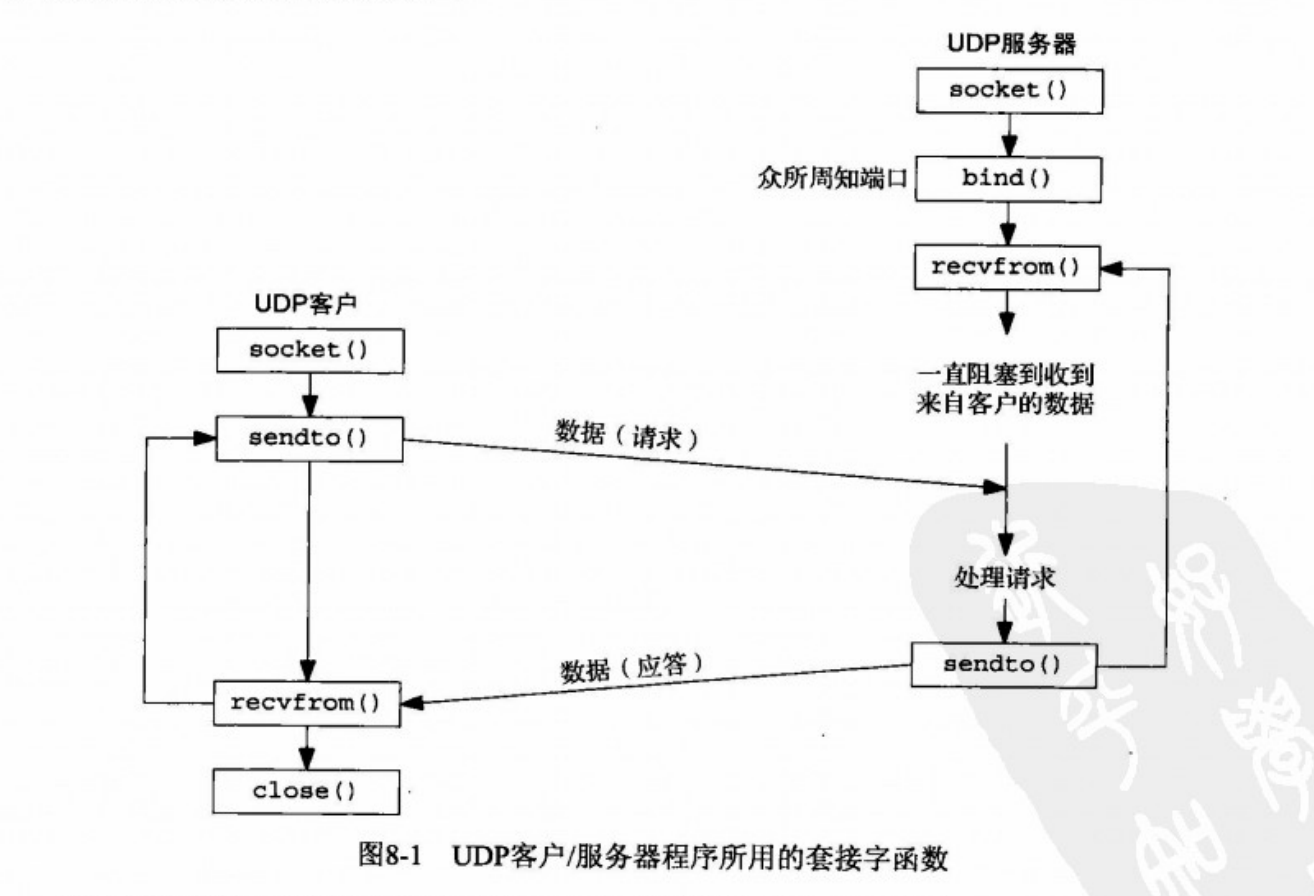 UDP服务器
socket()
众所周知端口
bind()
recvfrom()
UDP客户
socket()
一直阻塞到收到
来自客户的数据
sendto()
数据（请求）
处理请求
数据（应答）
sendto()
recvfrom()
close()
图8-1 UDP客户/服务器程序所用的套接字函数